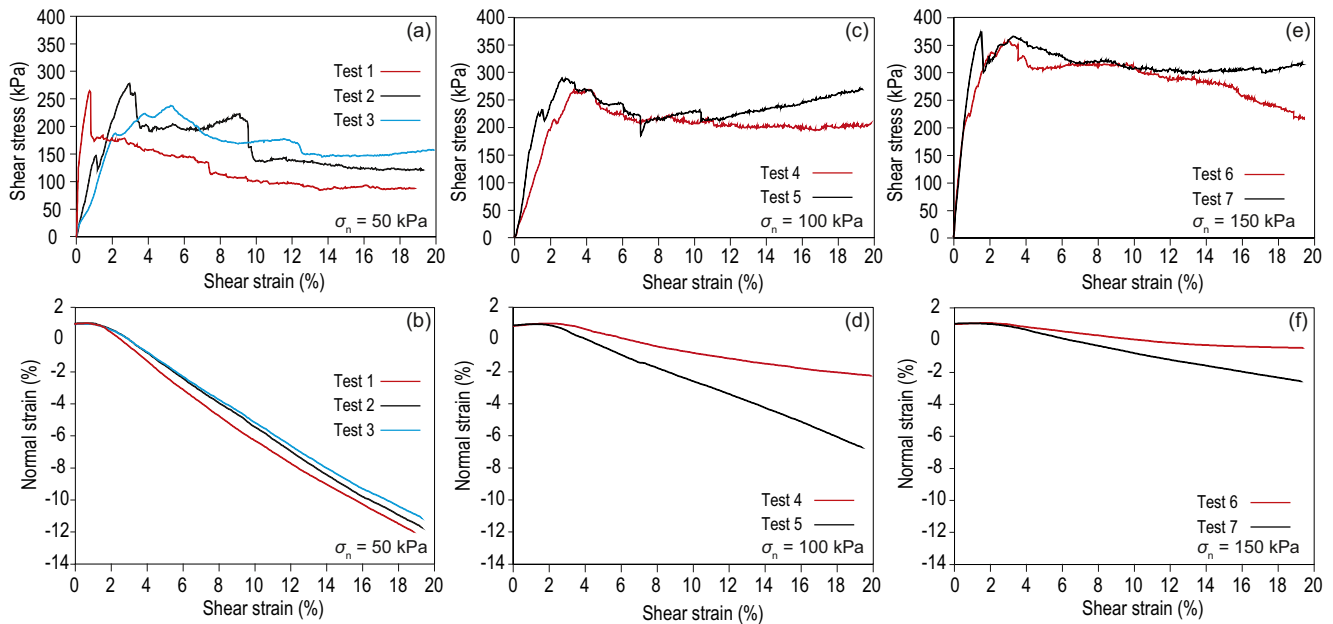 (a)
Shear stress (kPa)
400
350
300
250
200
150
100
50
0
Test 1
Test 2
Test 3
σn = 50 kPa
0 2 4 6 8 10 12 14 16 18 20
Shear strain (%)
(c)
Shear stress (kPa)
400
350
300
250
200
150
100
50
0
Test 4
Test 5
σn = 100 kPa
0 2 4 6 8 10 12 14 16 18 20
Shear strain (%)
(e)
Shear stress (kPa)
400
350
300
250
200
150
100
50
0
Test 6
Test 7
σn = 150 kPa
0 2 4 6 8 10 12 14 16 18 20
Shear strain (%)
(b)
Normal strain (%)
2
0
-2
-4
-6
-8
-10
-12
-14
Test 1
Test 2
Test 3
σn = 50 kPa
0 2 4 6 8 10 12 14 16 18 20
Shear strain (%)
(d)
Normal strain (%)
2
0
-2
-4
-6
-8
-10
-12
-14
Test 4
Test 5
σn = 100 kPa
0 2 4 6 8 10 12 14 16 18 20
Shear strain (%)
(f)
Normal strain (%)
2
0
-2
-4
-6
-8
-10
-12
-14
Test 6
Test 7
σn = 150 kPa
0 2 4 6 8 10 12 14 16 18 20
Shear strain (%)